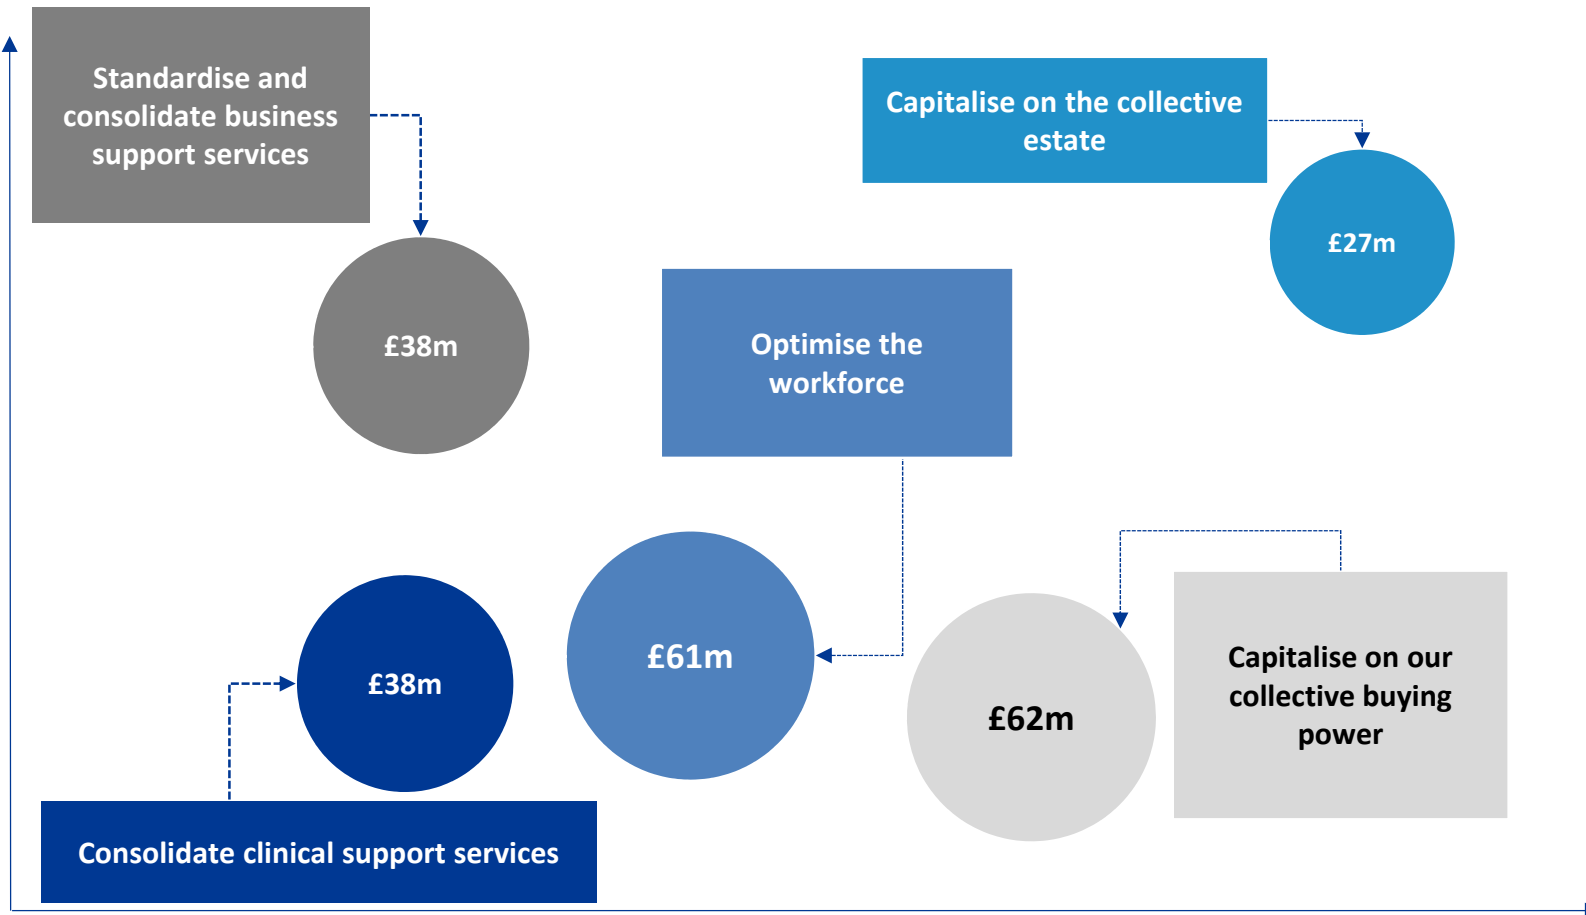 Standardise and
consolidate business
support services
£38m
Capitalise on the collective
estate
£27m
Optimise the
workforce
£61m
£38m
Consolidate clinical support services
£62m
Capitalise on our
collective buying
power